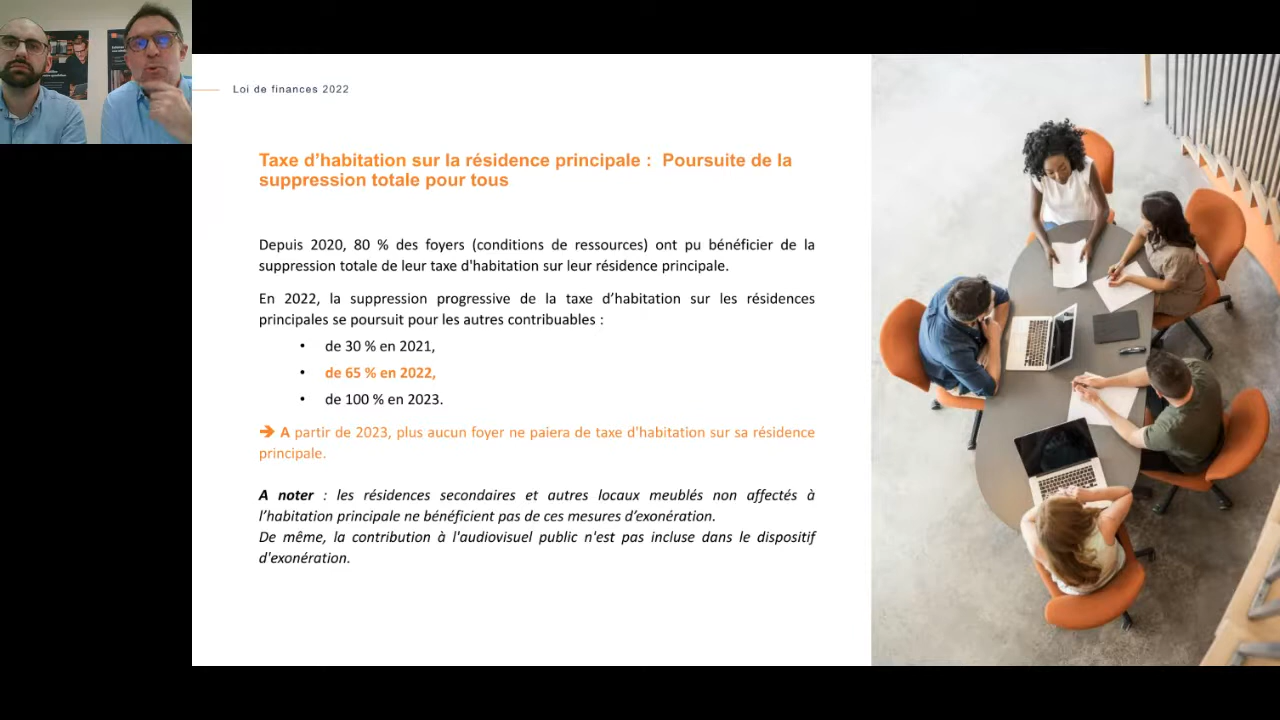 Loi de finances 2022
Taxe d’habitation sur la résidence principale : Poursuite de la
suppression totale pour tous
Depuis 2020, 80 % des foyers (conditions de ressources) ont pu bénéficier de la
suppression totale de leur taxe d'habitation sur leur résidence principale.
En 2022, la suppression progressive de la taxe d’habitation sur les résidences
principales se poursuit pour les autres contribuables :
• de 30 % en 2021,
• de 65 % en 2022,
• de 100 % en 2023.
➔ A partir de 2023, plus aucun foyer ne paiera de taxe d'habitation sur sa résidence
principale.
A noter : les résidences secondaires et autres locaux meublés non affectés à
l’habitation principale ne bénéficient pas de ces mesures d’exonération.
De même, la contribution à l'audiovisuel public n'est pas incluse dans le dispositif
d'exonération.